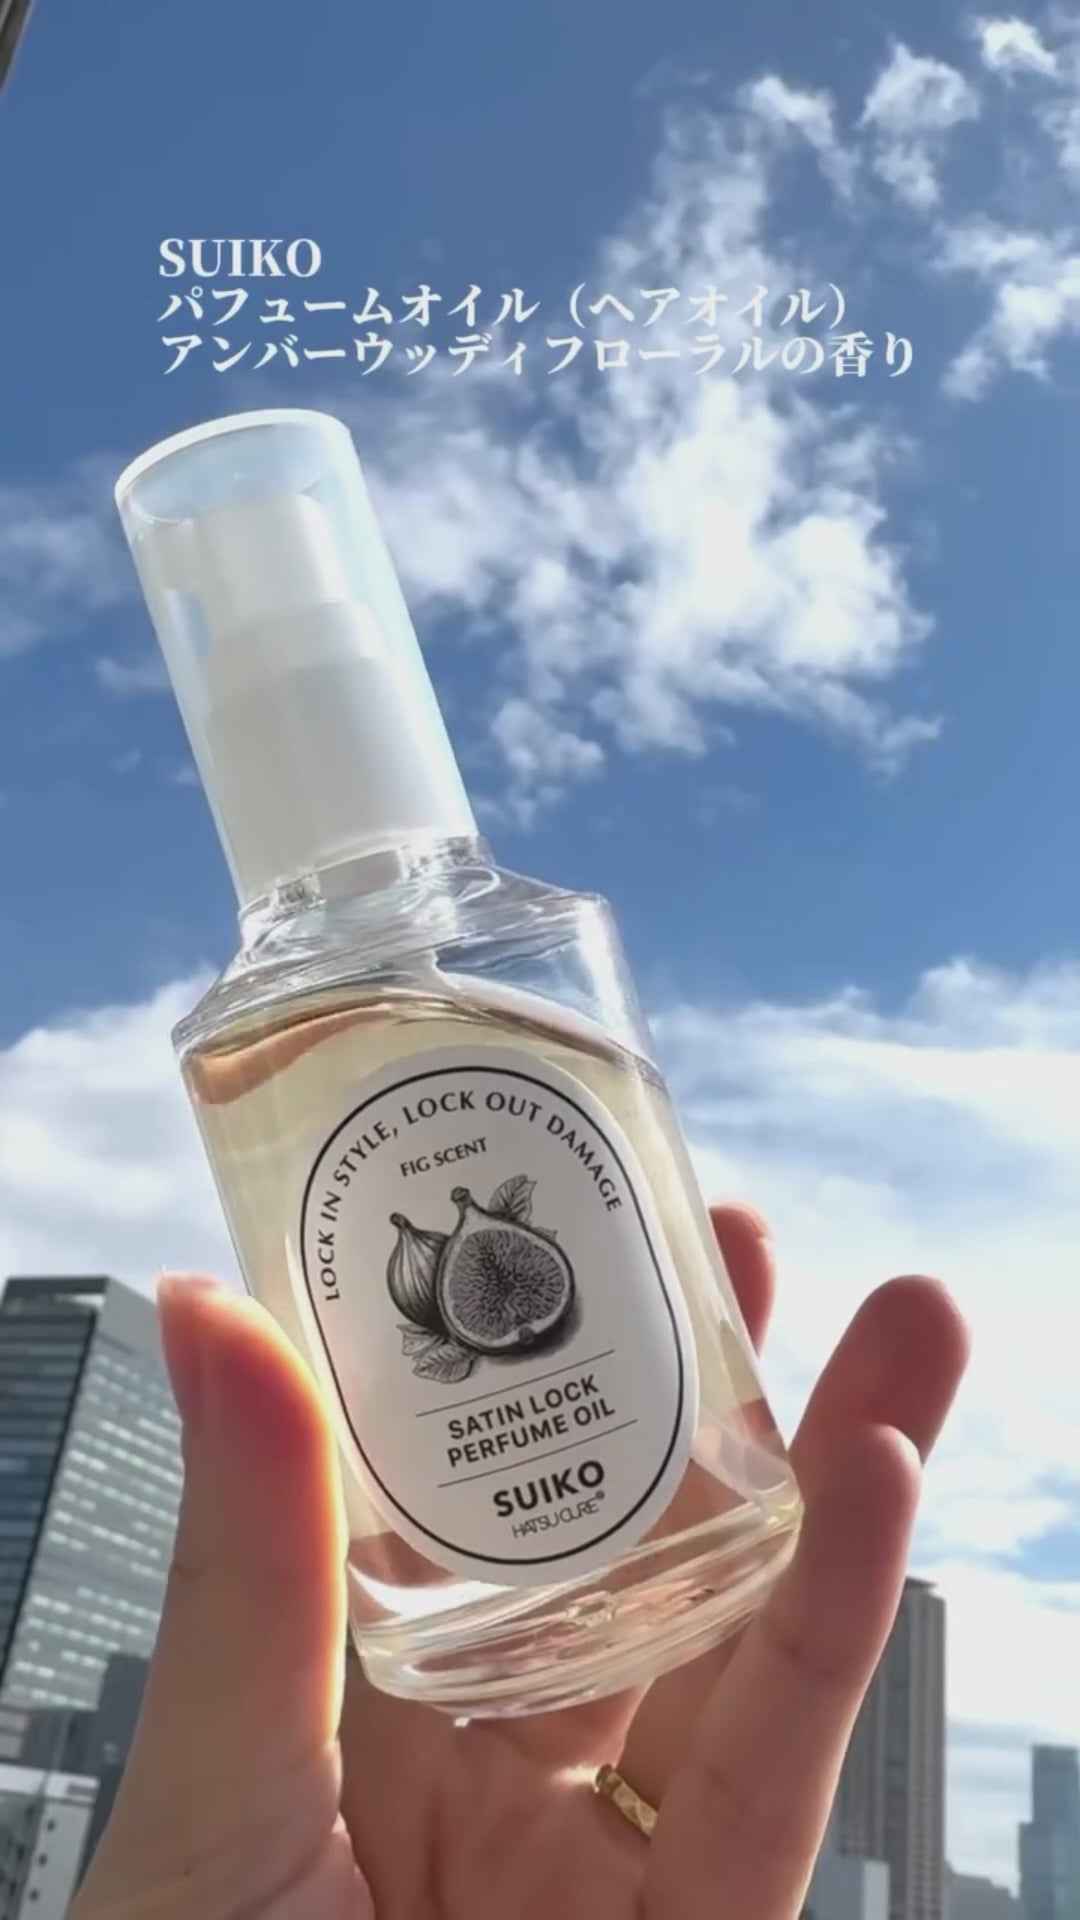 SUIKO
パフュームオイル（ヘアオイル）
アンバーウッディフローラルの香り
LOCK IN STYLE, LOCK OUT DAMAGE
FIG SCENT
SATIN LOCK
PERFUME OIL
SUIKO
HATSU CURE®